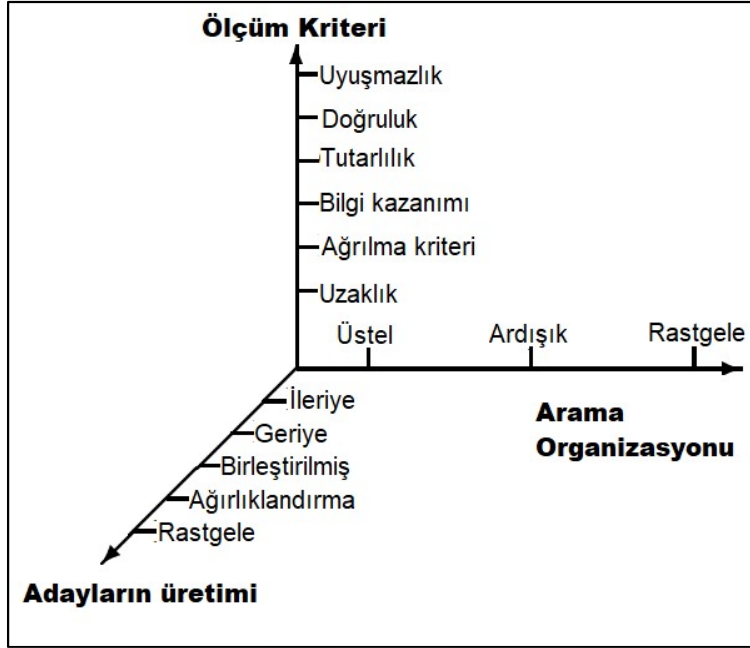 Ölçüm Kriteri
Uyuşmazlık
Doğruluk
Tutarlılık
Bilgi kazanımı
Ağrılma kriteri
Uzaklık
Üstel
Ardışık
Rastgele
Arama
Organizasyonu
İleriye
Geriye
Birleştirilmiş
Ağırlıklandırma
Rastgele
Adayların üretimi